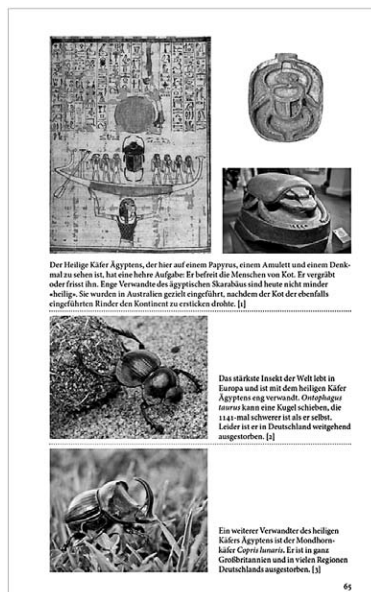 Der Heilige Käfer Ägyptens, der hier auf einem Papyrus, einem Amulett und einem Denk-
mal zu sehen ist, hat eine hehre Aufgabe: Er befreit die Menschen von Kot. Er vergräbt
oder frisst ihn. Enge Verwandte des ägyptischen Skarabäus sind heute nicht minder
«heilig». Sie wurden in Australien gezielt eingeführt, nachdem der Kot der ebenfalls
eingeführten Rinder den Kontinent zu ersticken drohte. [1]
Das stärkste Insekt der Welt lebt in
Europa und ist mit dem heiligen Käfer
Ägyptens eng verwandt. Ontophagus
taurus kann eine Kugel schieben, die
1141-mal schwerer ist als er selbst.
Leider ist er in Deutschland weitgehend
ausgestorben. [2]
Ein weiterer Verwandter des heiligen
Käfers Ägyptens ist der Mondhorn-
käfer Copris lunaris. Er ist in ganz
Großbritannien und in vielen Regionen
Deutschlands ausgestorben. [3]
65